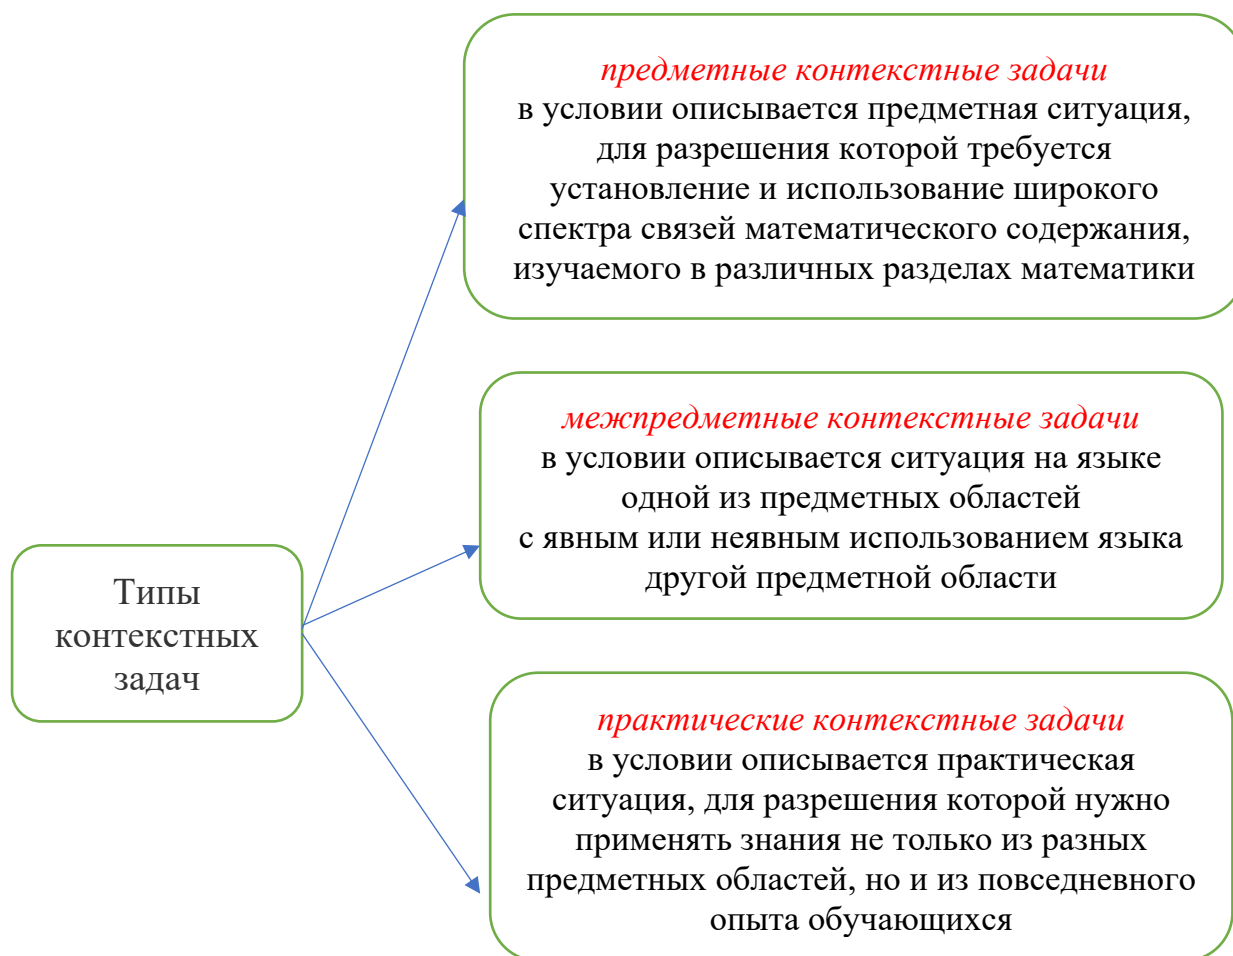 предметные контекстные задачи
в условии описывается предметная ситуация,
для разрешения которой требуется
установление и использование широкого
спектра связей математического содержания,
изучаемого в различных разделах математики
межпредметные контекстные задачи
в условии описывается ситуация на языке
одной из предметных областей
с явным или неявным использованием языка
другой предметной области
Типы
контекстных
задач
практические контекстные задачи
в условии описывается практическая
ситуация, для разрешения которой нужно
применять знания не только из разных
предметных областей, но и из повседневного
опыта обучающихся